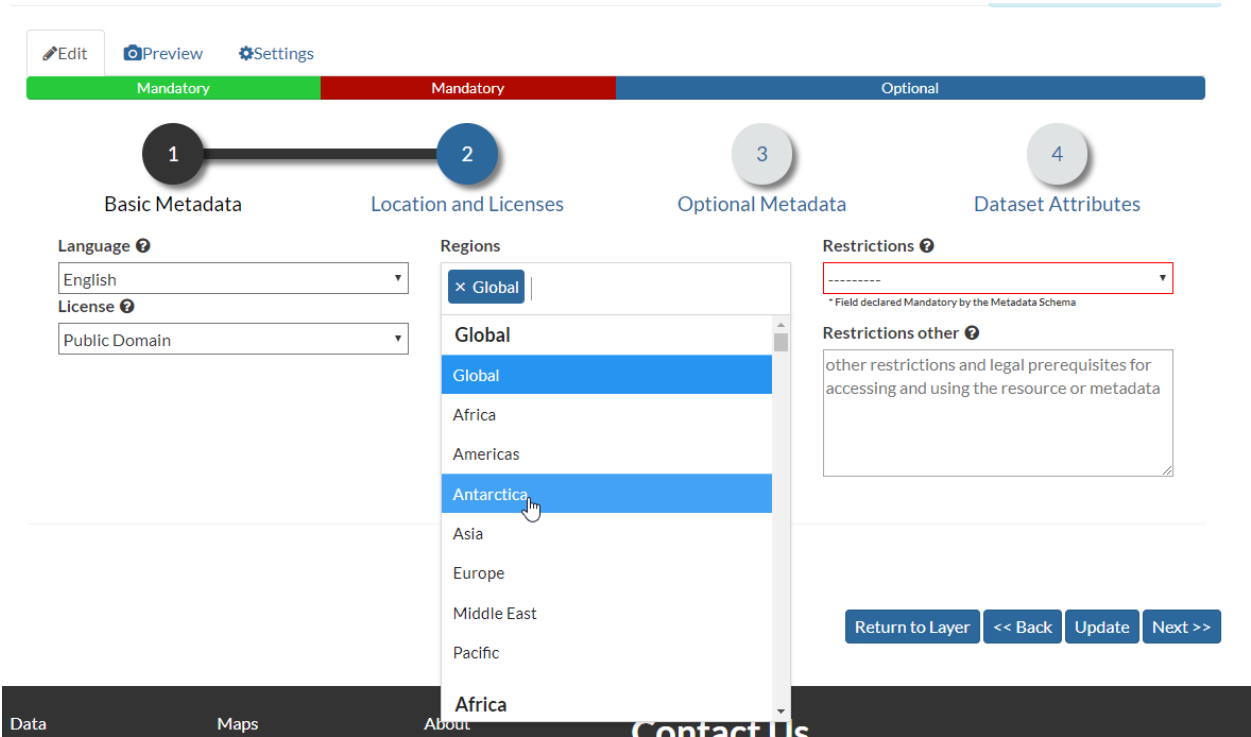 Edit Preview Settings
Mandatory Mandatory Optional
1 2 3 4
Basic Metadata Location and Licenses Optional Metadata Dataset Attributes
Language
English
License
Public Domain
Regions
× Global
Global
Global
Africa
Americas
Antarctica
Asia
Europe
Middle East
Pacific
Africa
Restrictions
---------
* Field declared Mandatory by the Metadata Schema
Restrictions other
other restrictions and legal prerequisites for
accessing and using the resource or metadata
Return to Layer << Back Update Next >>
Data Maps About Contact Us